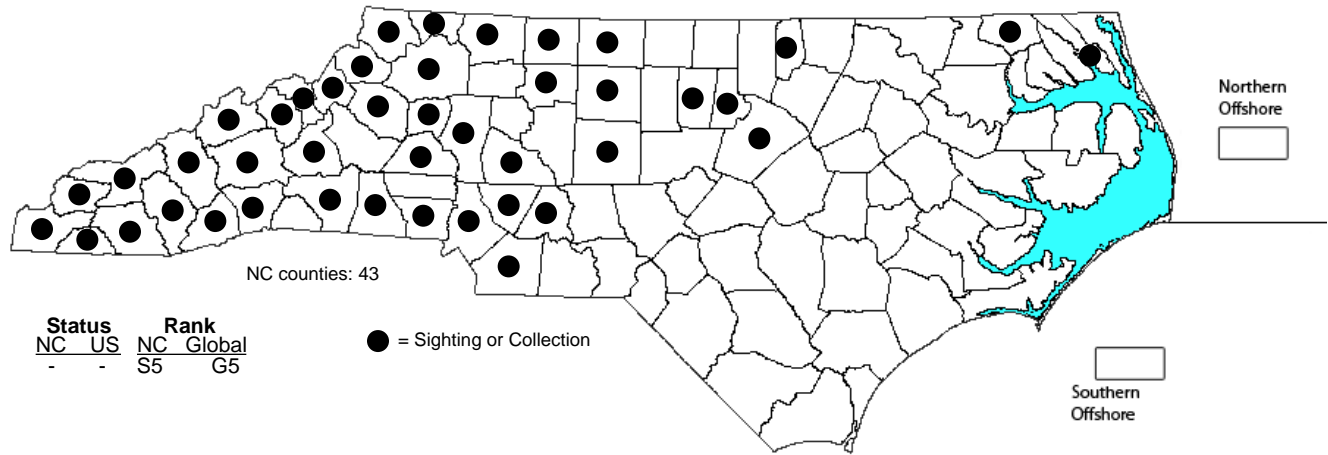 Northern
Offshore
NC counties: 43
Status Rank
NC US NC Global
- - S5 G5
= Sighting or Collection
Southern
Offshore